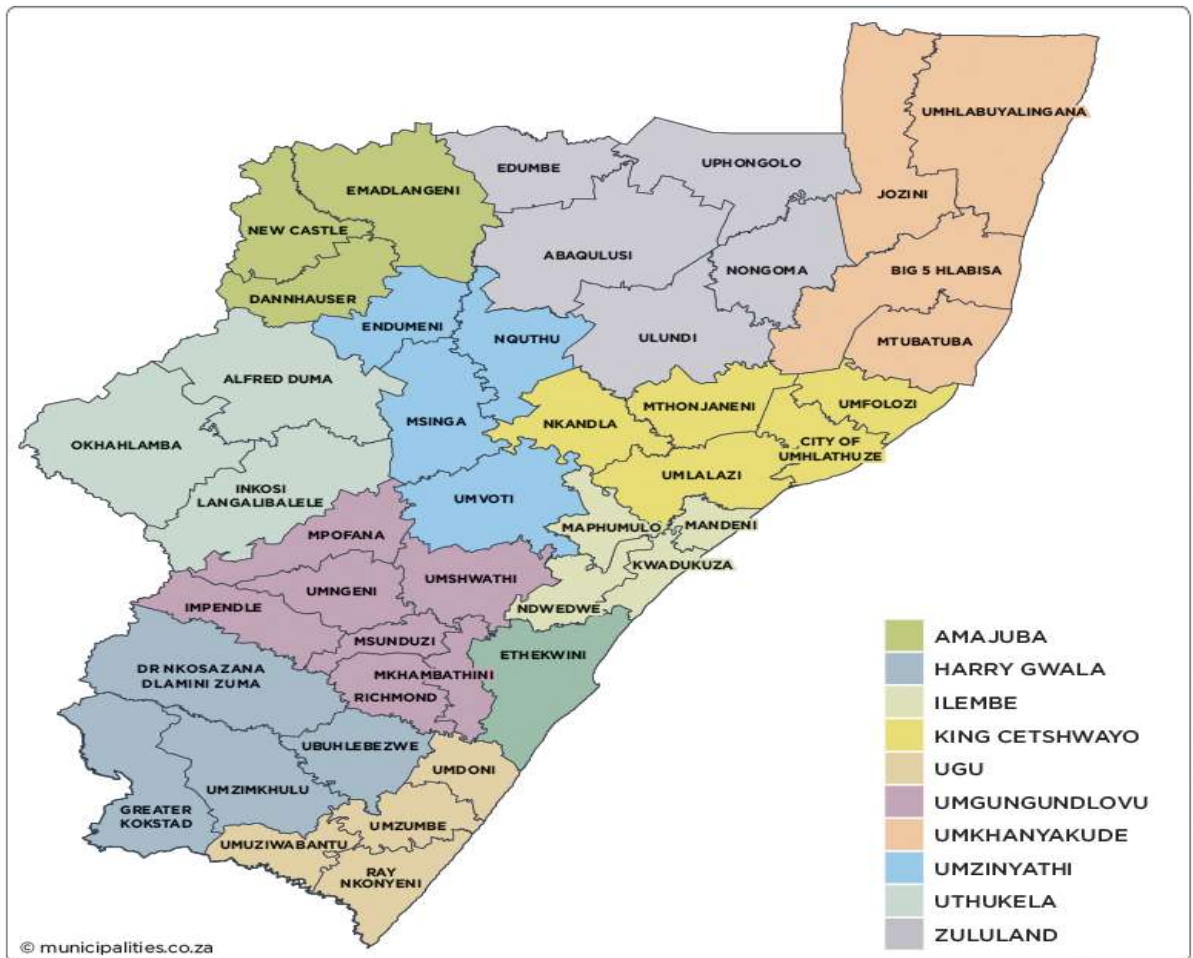 UMHLABUYALINGANA
EDUMBE
UPHONGOLO
EMADLANGENI
JOZINI
NEW CASTLE
ABAQULUSI
NONGOMA
BIG 5 HLABISA
DANNHAUSER
ENDUMENI
NQUTHU
ULUNDI
MTUBATUBA
ALFRED DUMA
MSINGA
NKANDLA
MTHONJANENI
UMFOLOZI
OKHAHLAMBA
CITY OF
UMHLATHUZE
UMLALAZI
INKOSI
LANGALIBALELE
UMVOTI
MAPHUMULO
MANDENI
MPOFANA
KWADUKUZA
UMSHWATHI
UMNGENI
IMPENDLE
NDWEDWE
MSUNDUZI
ETHEKWINI
DR NKOSAZANA
DLAMINI ZUMA
MKHAMBATHINI
RICHMOND
UBUHLEBEZWE
UMDONI
UMZIMKHULU
GREATER
KOKSTAD
UMZUMBE
UMUZIWABANTU
RAY
NKONYENI
AMAJUBA
HARRY GWALA
ILEMBE
KING CETSHWAYO
UGU
UMGUNGUNDLOVU
UMKHANYAKUDE
UMZINYATHI
UTHUKELA
ZULULAND
© municipalities.co.za